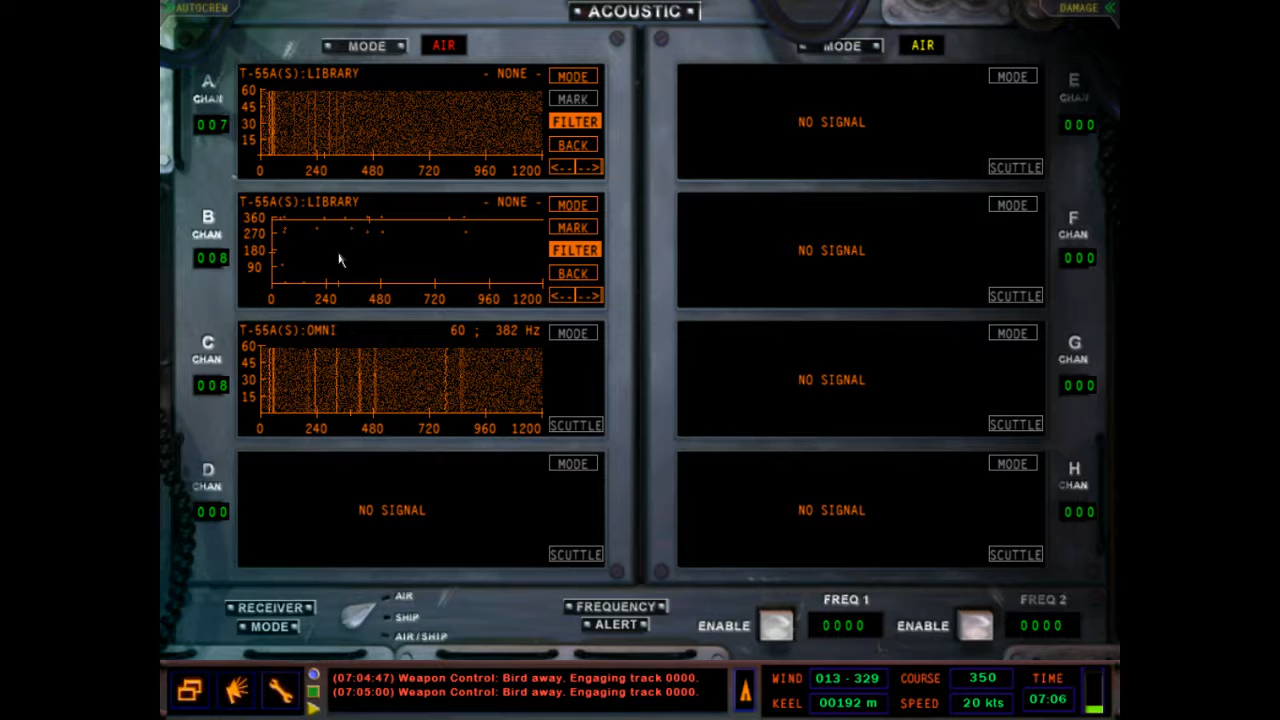 AUTOCREW
ACOUSTIC
DAMAGE
MODE
AIR
MODE
AIR
A
CHAN
007
T-55A(S):LIBRARY - NONE -
60
45
30
15
0 240 480 720 960 1200
MODE
MARK
FILTER
BACK
<-- -->
NO SIGNAL
MODE
SCUTTLE
E
CHAN
000
B
CHAN
008
T-55A(S):LIBRARY - NONE -
360
270
180
90
0 240 480 720 960 1200
MODE
MARK
FILTER
BACK
<-- -->
NO SIGNAL
MODE
SCUTTLE
F
CHAN
000
C
CHAN
008
T-55A(S):OMNI 60 ; 382 Hz
60
45
30
15
0 240 480 720 960 1200
MODE
SCUTTLE
NO SIGNAL
MODE
SCUTTLE
G
CHAN
000
D
CHAN
000
NO SIGNAL
MODE
SCUTTLE
NO SIGNAL
MODE
SCUTTLE
H
CHAN
000
RECEIVER
MODE
AIR
SHIP
AIR/SHIP
FREQUENCY
ALERT
ENABLE
FREQ 1
0000
ENABLE
FREQ 2
0000
(07:04:47) Weapon Control: Bird away. Engaging track 0000.
(07:05:00) Weapon Control: Bird away. Engaging track 0000.
WIND 013 - 329 COURSE 350 TIME
KEEL 00192 m SPEED 20 kts 07:06